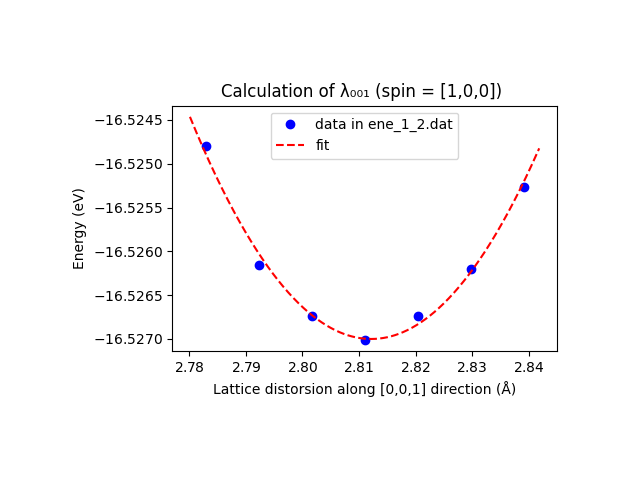 Calculation of λ₀₀₁ (spin = [1,0,0])
data in ene_1_2.dat
fit
−16.5245
−16.5250
−16.5255
−16.5260
−16.5265
−16.5270
Energy (eV)
2.78 2.79 2.80 2.81 2.82 2.83 2.84
Lattice distorsion along [0,0,1] direction (Å)